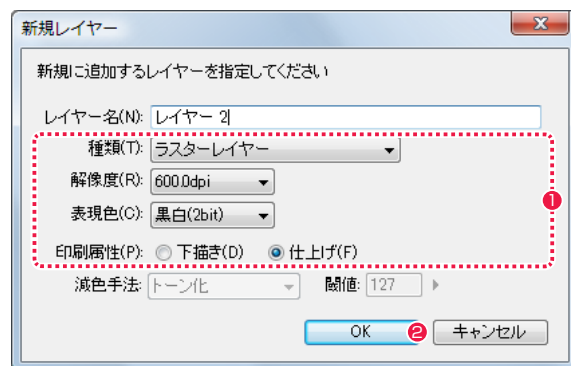 新規レイヤー
新規に追加するレイヤーを指定してください
レイヤー名(N): レイヤー 2
種類(T): ラスターレイヤー
解像度(R): 600.0dpi
表現色(C): 黒白(2bit)
❶
印刷属性(P): 下描き(D) 仕上げ(F)
減色手法: トーン化 閾値: 127
OK ❷ キャンセル